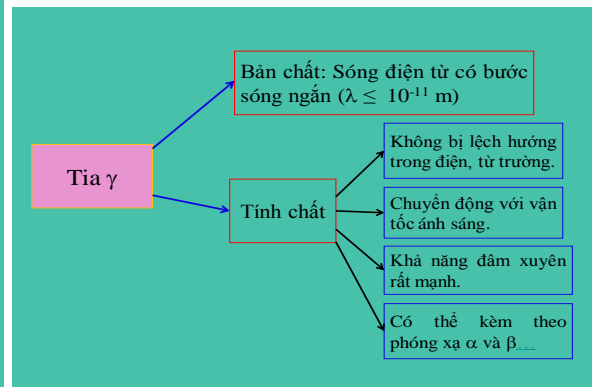 Bản chất: Sóng điện từ có bước
sóng ngắn (λ ≤ 10⁻¹¹ m)
Tia γ
Tính chất
Không bị lệch hướng
trong điện, từ trường.
Chuyển động với vận
tốc ánh sáng.
Khả năng đâm xuyên
rất mạnh.
Có thể kèm theo
phóng xạ α và β...